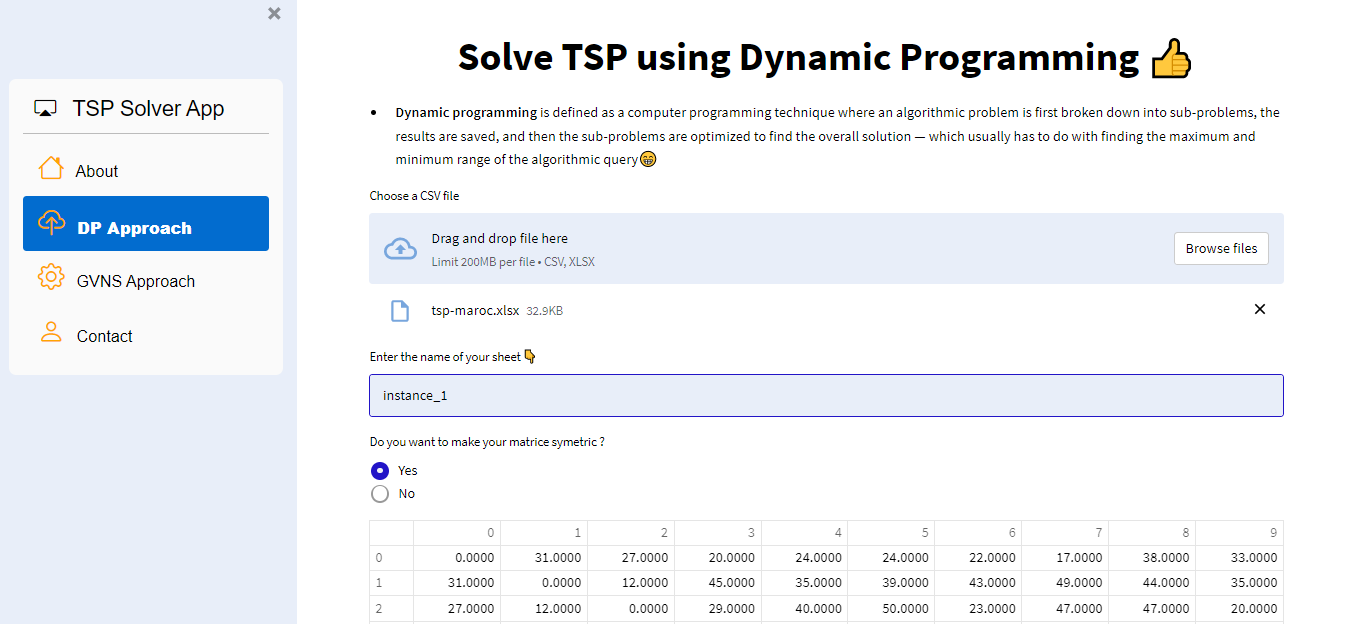 TSP Solver App
About
DP Approach
GVNS Approach
Contact
Solve TSP using Dynamic Programming 👍
• Dynamic programming is defined as a computer programming technique where an algorithmic problem is first broken down into sub-problems, the
results are saved, and then the sub-problems are optimized to find the overall solution — which usually has to do with finding the maximum and
minimum range of the algorithmic query😁
Choose a CSV file
Drag and drop file here
Limit 200MB per file • CSV, XLSX
Browse files
tsp-maroc.xlsx 32.9KB
Enter the name of your sheet 👇
instance_1
Do you want to make your matrice symetric ?
Yes
No
0 1 2 3 4 5 6 7 8 9
0 0.0000 31.0000 27.0000 20.0000 24.0000 24.0000 22.0000 17.0000 38.0000 33.0000
1 31.0000 0.0000 12.0000 45.0000 35.0000 39.0000 43.0000 49.0000 44.0000 35.0000
2 27.0000 12.0000 0.0000 29.0000 40.0000 50.0000 23.0000 47.0000 47.0000 20.0000